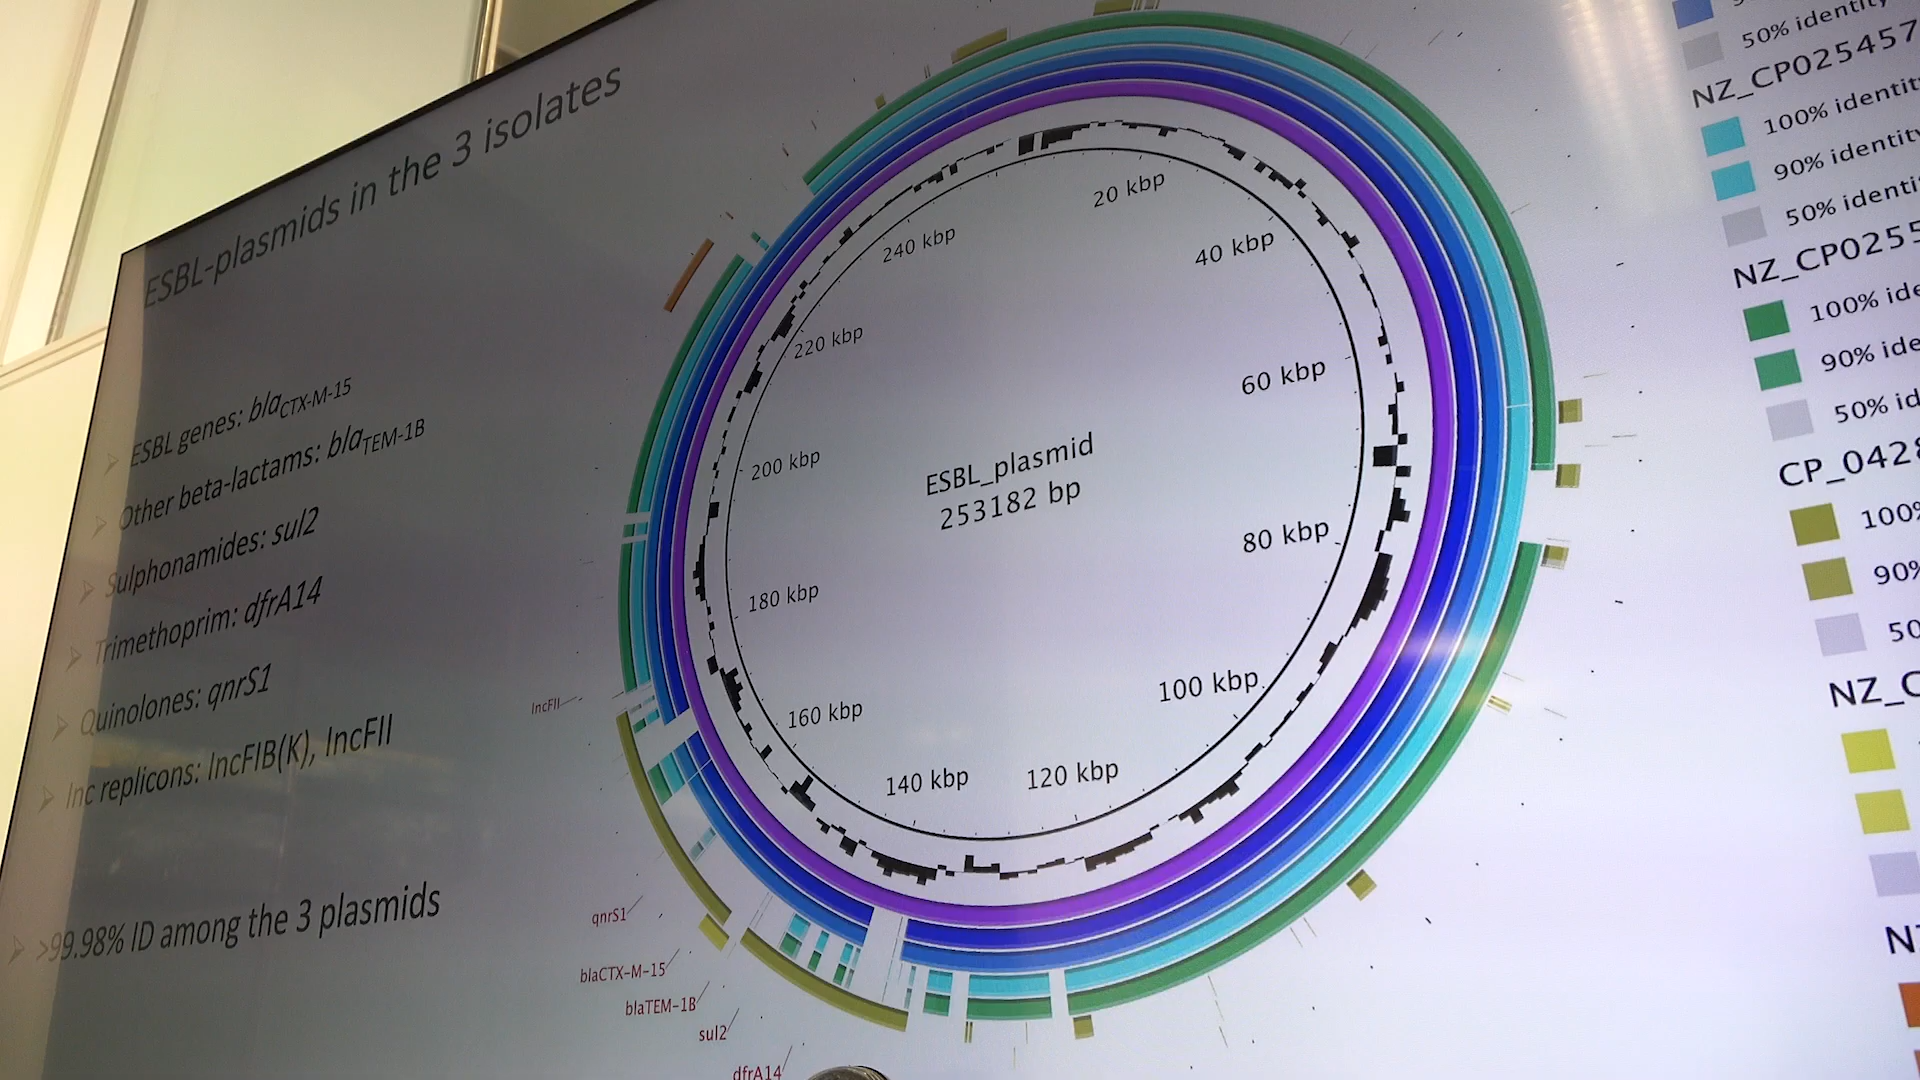 ESBL-plasmids in the 3 isolates
ESBL genes: blaCTX-M-15
Other beta-lactams: blaTEM-1B
Sulphonamides: sul2
Trimethoprim: dfrA14
Quinolones: qnrS1
Inc replicons: IncFIB(K), IncFII
>99.98% ID among the 3 plasmids
ESBL_plasmid
253182 bp
20 kbp
40 kbp
60 kbp
80 kbp
100 kbp
120 kbp
140 kbp
160 kbp
180 kbp
200 kbp
220 kbp
240 kbp
IncFII
qnrS1
blaCTX-M-15
blaTEM-1B
sul2
dfrA14
50% identity
NZ_CP025457
100% identity
90% identity
50% identi
NZ_CP0255
100% ide
90% ide
50% id
CP_0428
100%
90%
50
NZ_C